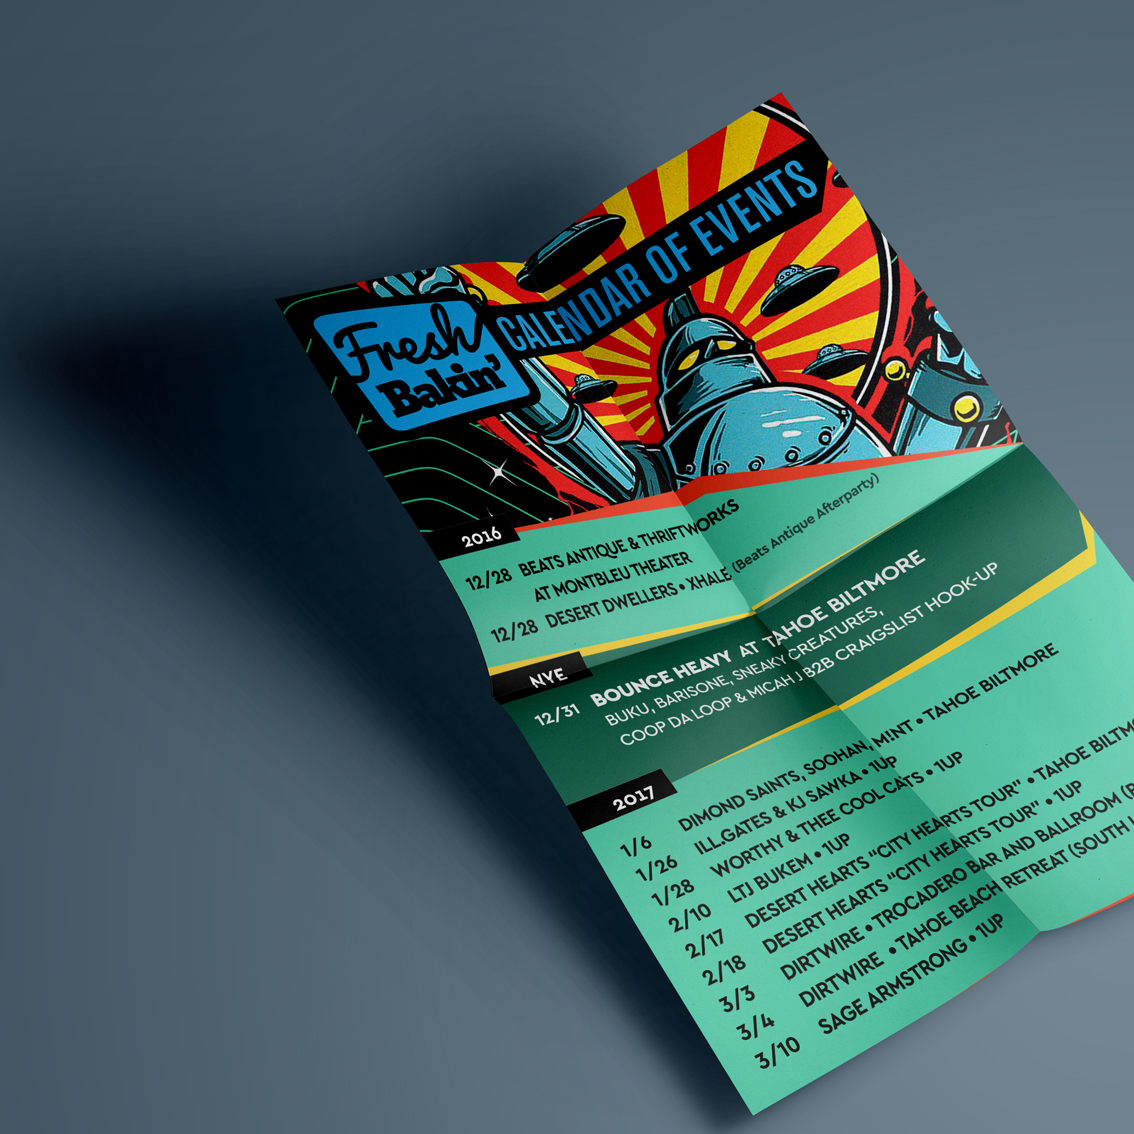 Fresh
Bakin'
CALENDAR OF EVENTS
2016
12/28 BEATS ANTIQUE & THRIFTWORKS
AT MONTBLEU THEATER
12/28 DESERT DWELLERS • XHALE (Beats Antique Afterparty)
NYE
12/31 BOUNCE HEAVY AT TAHOE BILTMORE
BUKU, BARISONE, SNEAKY CREATURES,
COOP DA LOOP & MICAH J B2B CRAIGSLIST HOOK-UP
2017
1/6 DIMOND SAINTS, SOOHAN, M!NT • TAHOE BILTMORE
1/26 ILL.GATES & KJ SAWKA • 1UP
1/28 WORTHY & THEE COOL CATS • 1UP
2/10 LTJ BUKEM • 1UP
2/17 DESERT HEARTS "CITY HEARTS TOUR" • TAHOE BILTM
2/18 DESERT HEARTS "CITY HEARTS TOUR" • 1UP
3/3 DIRTWIRE • TROCADERO BAR AND BALLROOM (R
3/4 DIRTWIRE • TAHOE BEACH RETREAT (SOUTH L
3/10 SAGE ARMSTRONG • 1UP